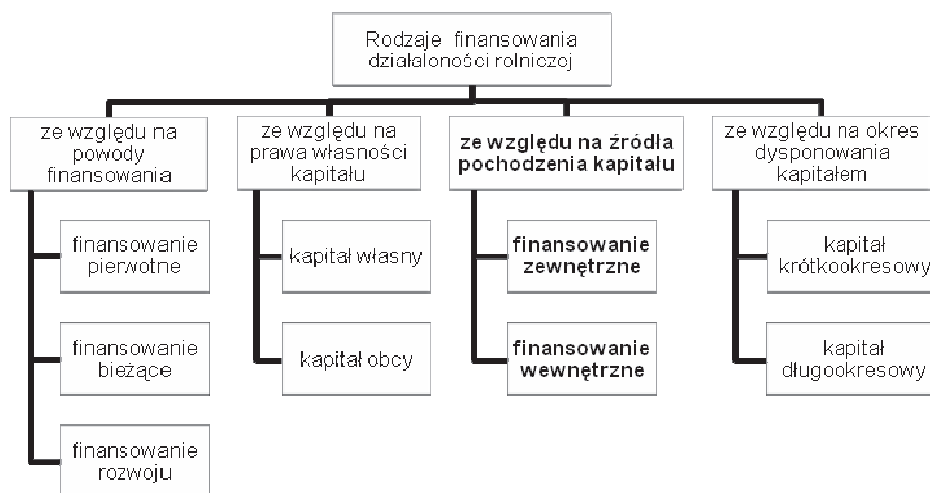 Rodzaje finansowania
działaloności rolniczej
ze względu na
powody
finansowania
ze względu na
prawa własności
kapitału
ze względu na źródła
pochodzenia kapitału
ze względu na okres
dysponowania
kapitałem
finansowanie
pierwotne
finansowanie
bieżące
finansowanie
rozwoju
kapitał własny
kapitał obcy
finansowanie
zewnętrzne
finansowanie
wewnętrzne
kapitał
krótkookresowy
kapitał
długookresowy